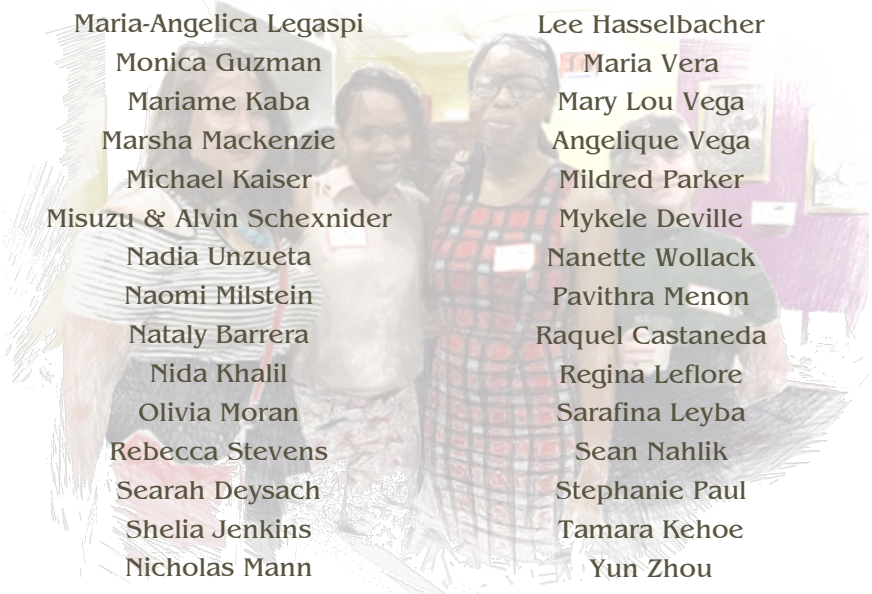 Maria-Angelica Legaspi
Monica Guzman
Mariame Kaba
Marsha Mackenzie
Michael Kaiser
Misuzu & Alvin Schexnider
Nadia Unzueta
Naomi Milstein
Nataly Barrera
Nida Khalil
Olivia Moran
Rebecca Stevens
Searah Deysach
Shelia Jenkins
Nicholas Mann
Lee Hasselbacher
Maria Vera
Mary Lou Vega
Angelique Vega
Mildred Parker
Mykele Deville
Nanette Wollack
Pavithra Menon
Raquel Castaneda
Regina Leflore
Sarafina Leyba
Sean Nahlik
Stephanie Paul
Tamara Kehoe
Yun Zhou